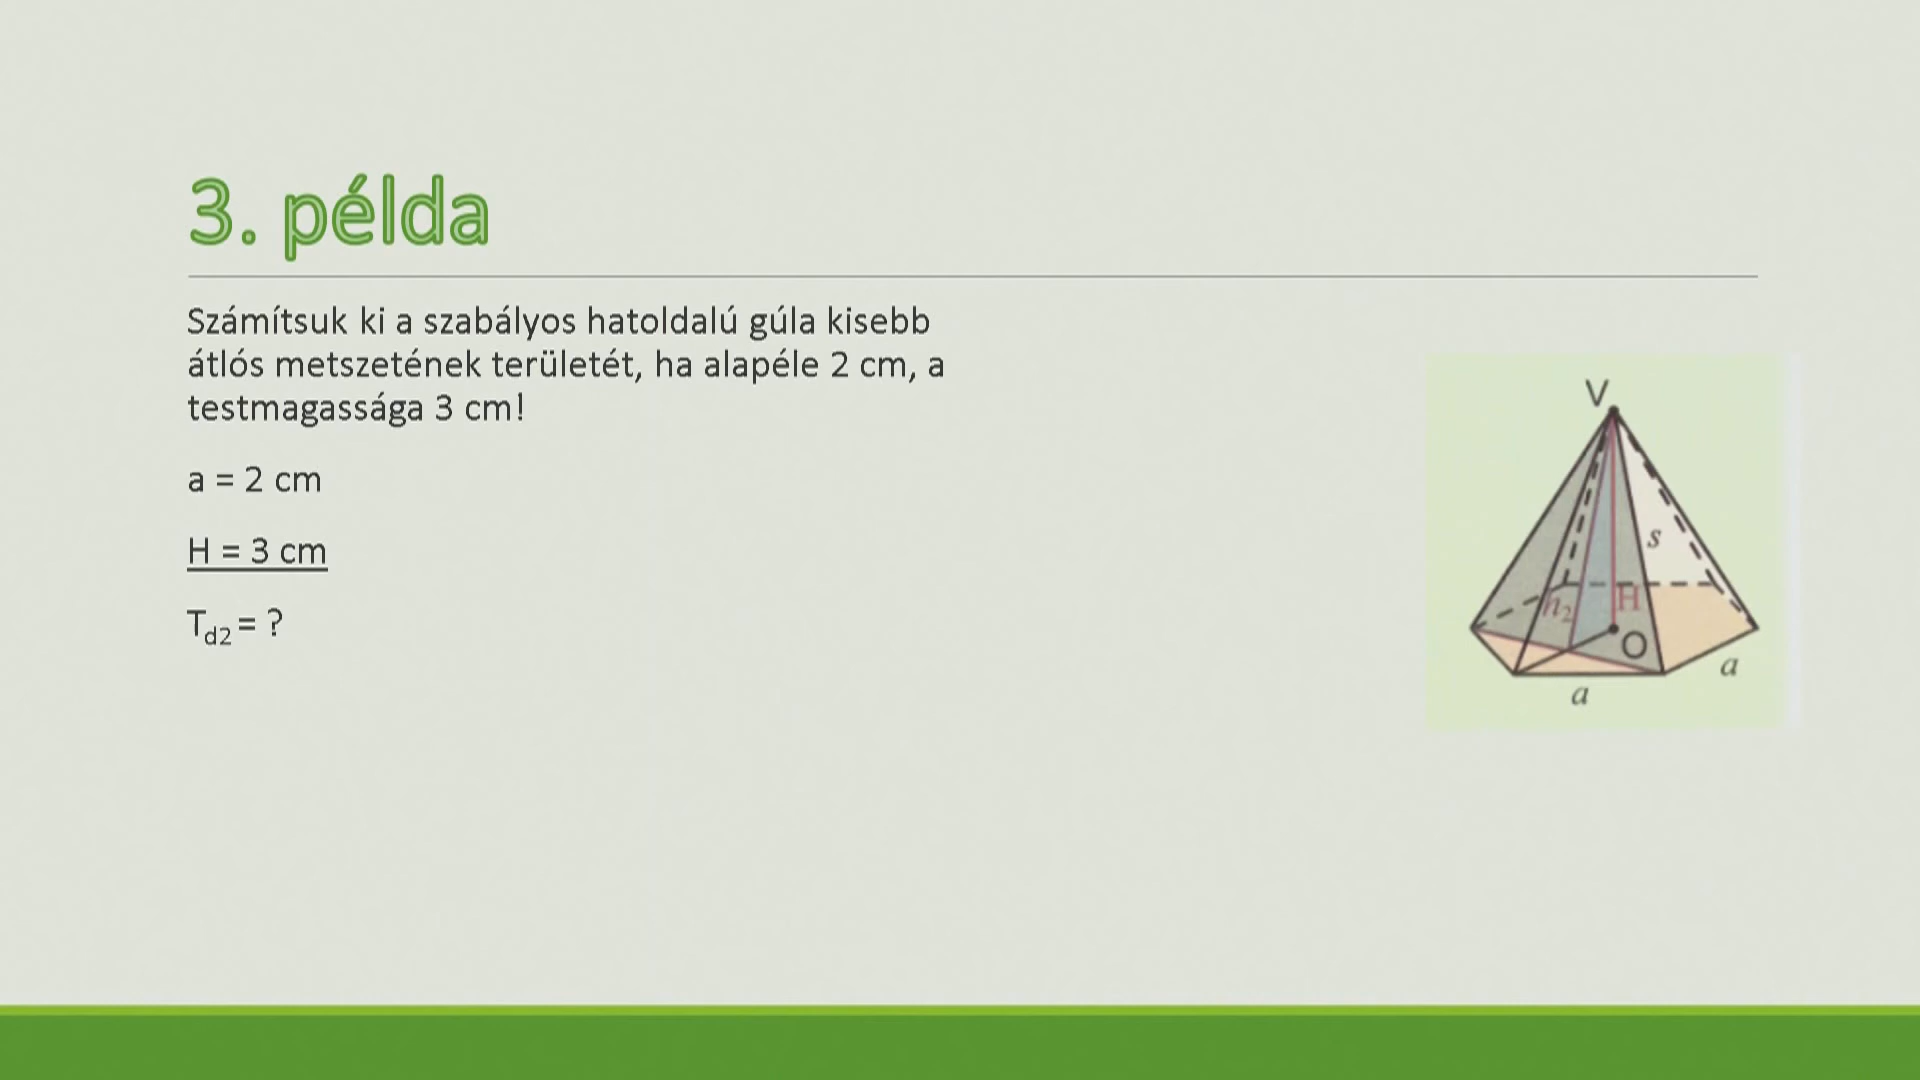 3. példa
Számítsuk ki a szabályos hatoldalú gúla kisebb
átlós metszetének területét, ha alapéle 2 cm, a
testmagassága 3 cm!
a = 2 cm
H = 3 cm
T_d2 = ?
V
s
h₂ H
O
a
a